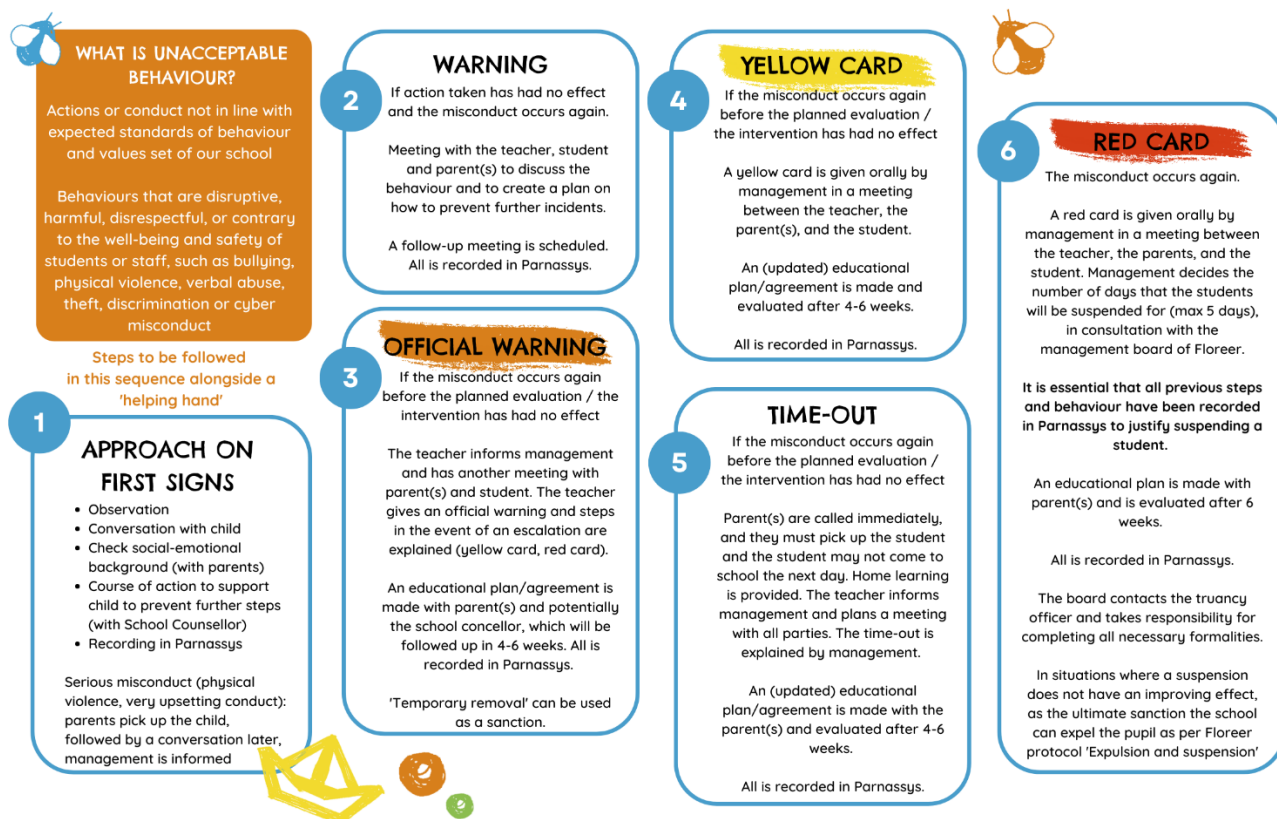 WHAT IS UNACCEPTABLE
BEHAVIOUR?
Actions or conduct not in line with
expected standards of behaviour
and values set of our school
Behaviours that are disruptive,
harmful, disrespectful, or contrary
to the well-being and safety of
students or staff, such as bullying,
physical violence, verbal abuse,
theft, discrimination or cyber
misconduct
Steps to be followed
in this sequence alongside a
'helping hand'
1
APPROACH ON
FIRST SIGNS
• Observation
• Conversation with child
• Check social-emotional
background (with parents)
• Course of action to support
child to prevent further steps
(with School Counsellor)
• Recording in Parnassys
Serious misconduct (physical
violence, very upsetting conduct):
parents pick up the child,
followed by a conversation later,
management is informed
2
WARNING
If action taken has had no effect
and the misconduct occurs again.
Meeting with the teacher, student
and parent(s) to discuss the
behaviour and to create a plan on
how to prevent further incidents.
A follow-up meeting is scheduled.
All is recorded in Parnassys.
3
OFFICIAL WARNING
If the misconduct occurs again
before the planned evaluation / the
intervention has had no effect
The teacher informs management
and has another meeting with
parent(s) and student. The teacher
gives an official warning and steps
in the event of an escalation are
explained (yellow card, red card).
An educational plan/agreement is
made with parent(s) and potentially
the school concellor, which will be
followed up in 4-6 weeks. All is
recorded in Parnassys.
'Temporary removal' can be used
as a sanction.
4
YELLOW CARD
If the misconduct occurs again
before the planned evaluation /
the intervention has had no effect
A yellow card is given orally by
management in a meeting
between the teacher, the
parent(s), and the student.
An (updated) educational
plan/agreement is made and
evaluated after 4-6 weeks.
All is recorded in Parnassys.
5
TIME-OUT
If the misconduct occurs again
before the planned evaluation /
the intervention has had no effect
Parent(s) are called immediately,
and they must pick up the student
and the student may not come to
school the next day. Home learning
is provided. The teacher informs
management and plans a meeting
with all parties. The time-out is
explained by management.
An (updated) educational
plan/agreement is made with the
parent(s) and evaluated after 4-6
weeks.
All is recorded in Parnassys.
6
RED CARD
The misconduct occurs again.
A red card is given orally by
management in a meeting between
the teacher, the parents, and the
student. Management decides the
number of days that the students
will be suspended for (max 5 days),
in consultation with the
management board of Floreer.
It is essential that all previous steps
and behaviour have been recorded
in Parnassys to justify suspending a
student.
An educational plan is made with
parent(s) and is evaluated after 6
weeks.
All is recorded in Parnassys.
The board contacts the truancy
officer and takes responsibility for
completing all necessary formalities.
In situations where a suspension
does not have an improving effect,
as the ultimate sanction the school
can expel the pupil as per Floreer
protocol 'Expulsion and suspension'